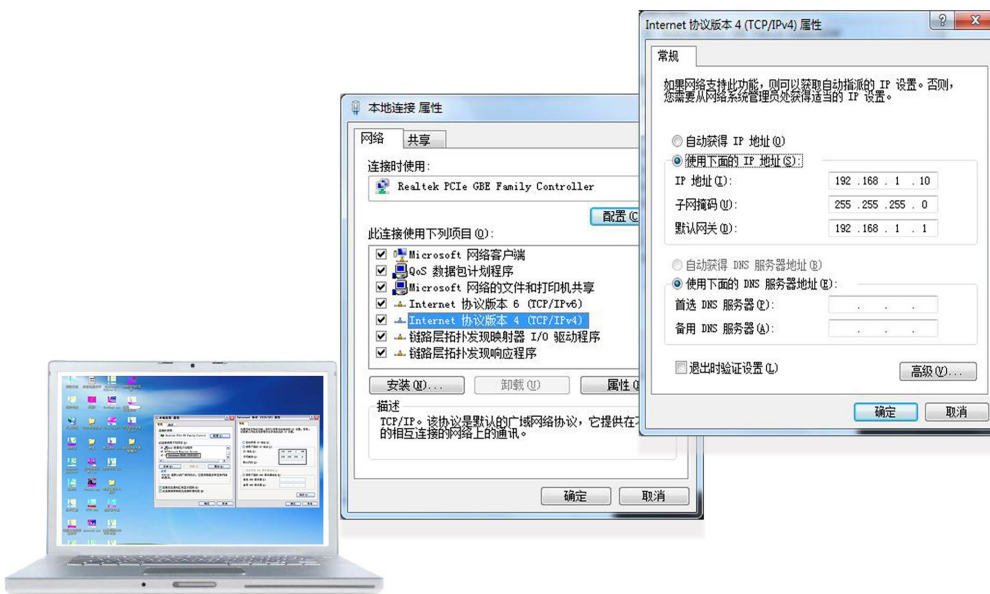 Internet 协议版本 4 (TCP/IPv4) 属性
常规
如果网络支持此功能，则可以获取自动指派的 IP 设置。否则，
您需要从网络系统管理员处获得适当的 IP 设置。
自动获得 IP 地址(O)
使用下面的 IP 地址(S):
IP 地址(I):
192 .168 . 1 . 10
子网掩码(U):
255 .255 .255 . 0
默认网关(D):
192 .168 . 1 . 1
自动获得 DNS 服务器地址(B)
使用下面的 DNS 服务器地址(E):
首选 DNS 服务器(P):
备用 DNS 服务器(A):
退出时验证设置(L)
高级(V)...
确定
取消
本地连接 属性
网络
共享
连接时使用:
Realtek PCIe GBE Family Controller
配置(C
此连接使用下列项目(O):
Microsoft 网络客户端
QoS 数据包计划程序
Microsoft 网络的文件和打印机共享
Internet 协议版本 6 (TCP/IPv6)
Internet 协议版本 4 (TCP/IPv4)
链路层拓扑发现映射器 I/O 驱动程序
链路层拓扑发现响应程序
安装(N)...
卸载(U)
属性(
描述
TCP/IP。该协议是默认的广域网络协议，它提供在
的相互连接的网络上的通讯。
确定
取消